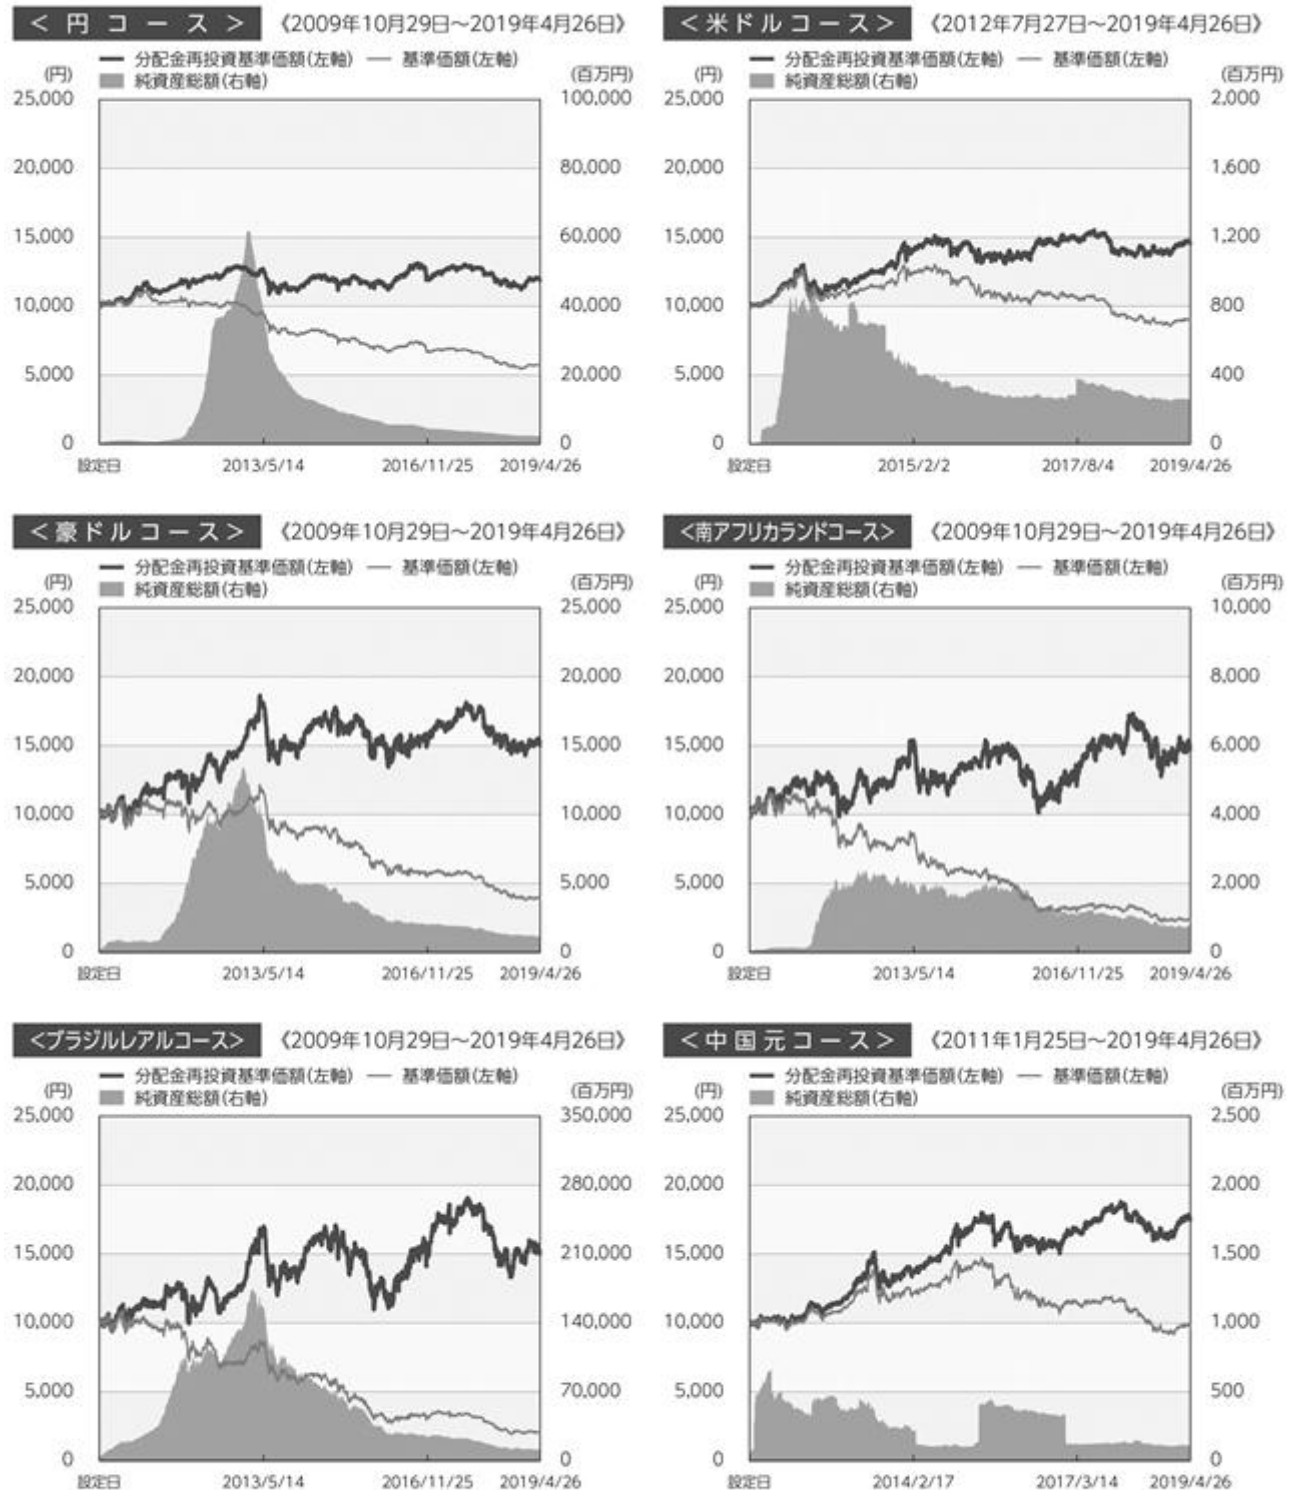 ＜ 円 コ ー ス ＞ 《2009年10月29日～2019年4月26日》
(円) 分配金再投資基準価額(左軸) 基準価額(左軸) (百万円)
純資産総額(右軸)
25,000 100,000
20,000 80,000
15,000 60,000
10,000 40,000
5,000 20,000
0 0
設定日 2013/5/14 2016/11/25 2019/4/26
＜米ドルコース＞ 《2012年7月27日～2019年4月26日》
(円) 分配金再投資基準価額(左軸) 基準価額(左軸) (百万円)
純資産総額(右軸)
25,000 2,000
20,000 1,600
15,000 1,200
10,000 800
5,000 400
0 0
設定日 2015/2/2 2017/8/4 2019/4/26
＜豪ドルコース＞ 《2009年10月29日～2019年4月26日》
(円) 分配金再投資基準価額(左軸) 基準価額(左軸) (百万円)
純資産総額(右軸)
25,000 25,000
20,000 20,000
15,000 15,000
10,000 10,000
5,000 5,000
0 0
設定日 2013/5/14 2016/11/25 2019/4/26
＜南アフリカランドコース＞ 《2009年10月29日～2019年4月26日》
(円) 分配金再投資基準価額(左軸) 基準価額(左軸) (百万円)
純資産総額(右軸)
25,000 10,000
20,000 8,000
15,000 6,000
10,000 4,000
5,000 2,000
0 0
設定日 2013/5/14 2016/11/25 2019/4/26
＜ブラジルレアルコース＞ 《2009年10月29日～2019年4月26日》
(円) 分配金再投資基準価額(左軸) 基準価額(左軸) (百万円)
純資産総額(右軸)
25,000 350,000
20,000 280,000
15,000 210,000
10,000 140,000
5,000 70,000
0 0
設定日 2013/5/14 2016/11/25 2019/4/26
＜中国元コース＞ 《2011年1月25日～2019年4月26日》
(円) 分配金再投資基準価額(左軸) 基準価額(左軸) (百万円)
純資産総額(右軸)
25,000 2,500
20,000 2,000
15,000 1,500
10,000 1,000
5,000 500
0 0
設定日 2014/2/17 2017/3/14 2019/4/26